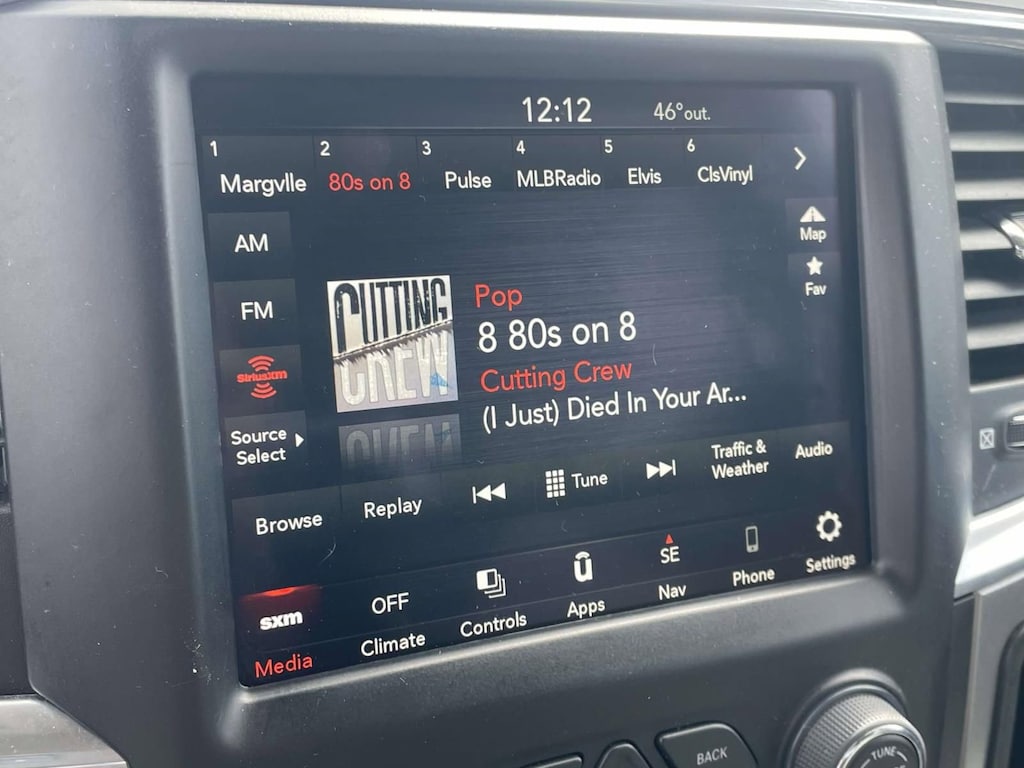 12:12 46°out.
1 2 3 4 5 6
Margvlle 80s on 8 Pulse MLBRadio Elvis ClsVinyl
AM
FM
SiriusXM
Source
Select
CUTTING
CREW
Pop
8 80s on 8
Cutting Crew
(I Just) Died In Your Ar...
Map
Fav
Browse
Replay
Tune
Traffic &
Weather
Audio
sxm
Media
OFF
Climate
Controls
Apps
SE
Nav
Phone
Settings
BACK
TUNE